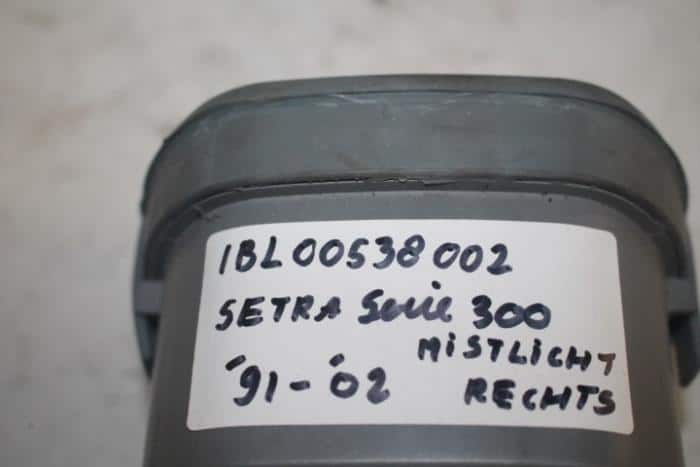 1BL00538002
SETRA Serie 300
MISTLICHT
'91-'02 RECHTS